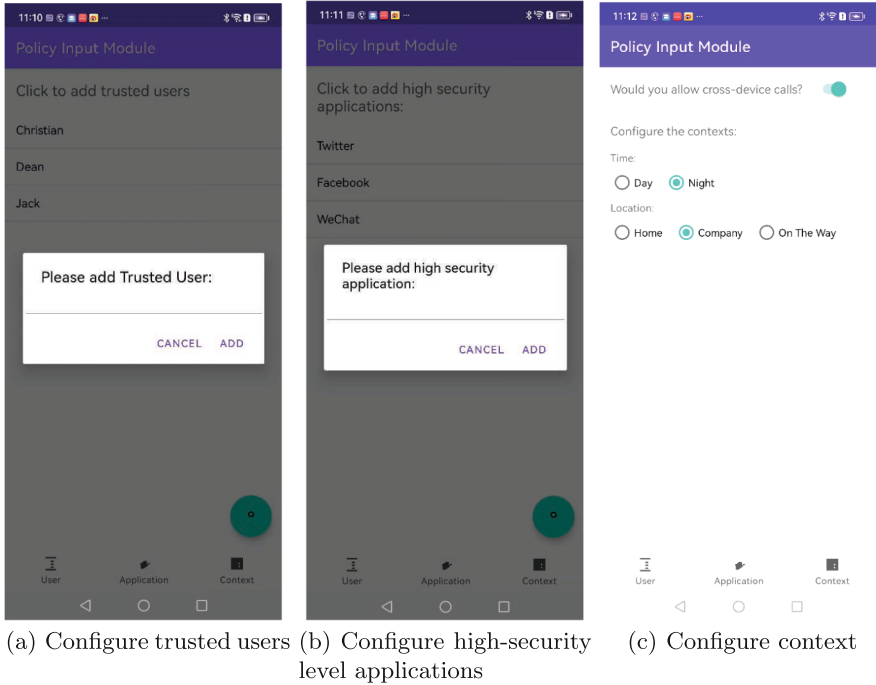 11:10
Policy Input Module
Click to add trusted users
Christian
Dean
Jack
Please add Trusted User:
CANCEL ADD
User Application Context
(a) Configure trusted users
11:11
Policy Input Module
Click to add high security
applications:
Twitter
Facebook
WeChat
Please add high security
application:
CANCEL ADD
User Application Context
(b) Configure high-security
level applications
11:12
Policy Input Module
Would you allow cross-device calls?
Configure the contexts:
Time:
Day Night
Location:
Home Company On The Way
User Application Context
(c) Configure context